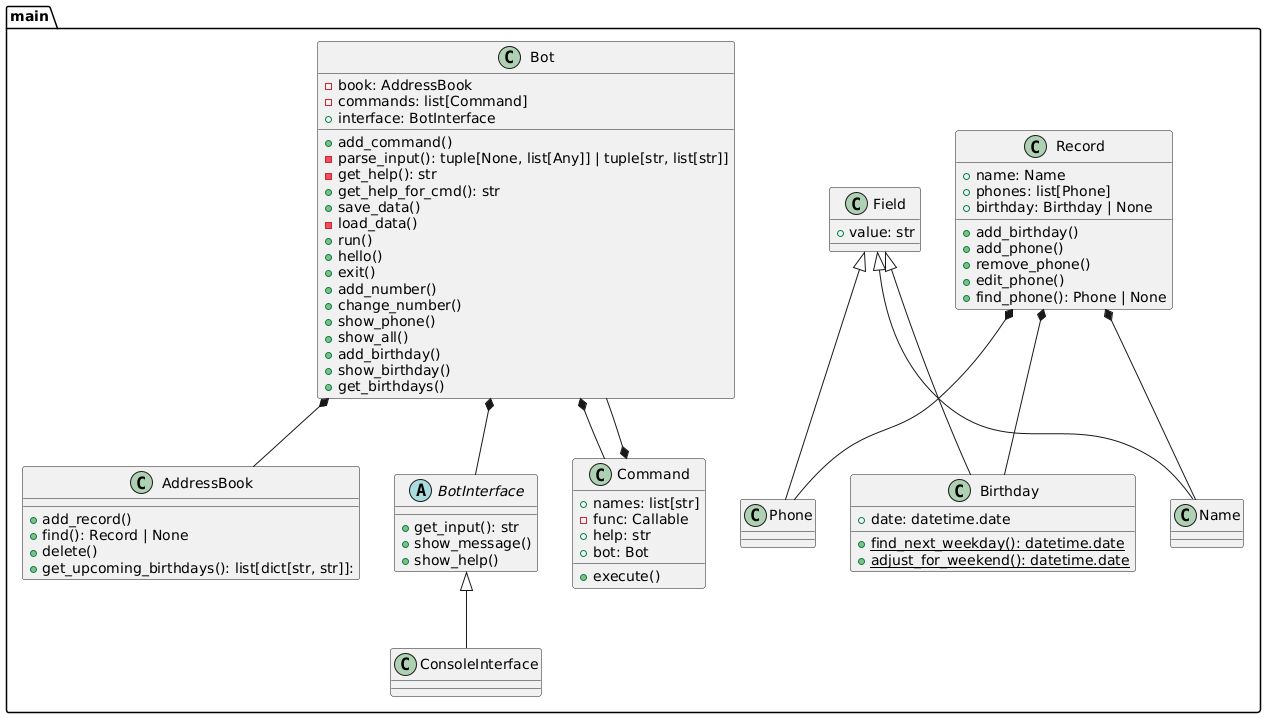 main
C Bot
book: AddressBook
commands: list[Command]
interface: BotInterface
add_command()
parse_input(): tuple[None, list[Any]] | tuple[str, list[str]]
get_help(): str
get_help_for_cmd(): str
save_data()
load_data()
run()
hello()
exit()
add_number()
change_number()
show_phone()
show_all()
add_birthday()
show_birthday()
get_birthdays()
C Field
value: str
C Record
name: Name
phones: list[Phone]
birthday: Birthday | None
add_birthday()
add_phone()
remove_phone()
edit_phone()
find_phone(): Phone | None
C AddressBook
add_record()
find(): Record | None
delete()
get_upcoming_birthdays(): list[dict[str, str]]:
A BotInterface
get_input(): str
show_message()
show_help()
C Command
names: list[str]
func: Callable
help: str
bot: Bot
execute()
C Phone
C Birthday
date: datetime.date
find_next_weekday(): datetime.date
adjust_for_weekend(): datetime.date
C Name
C ConsoleInterface